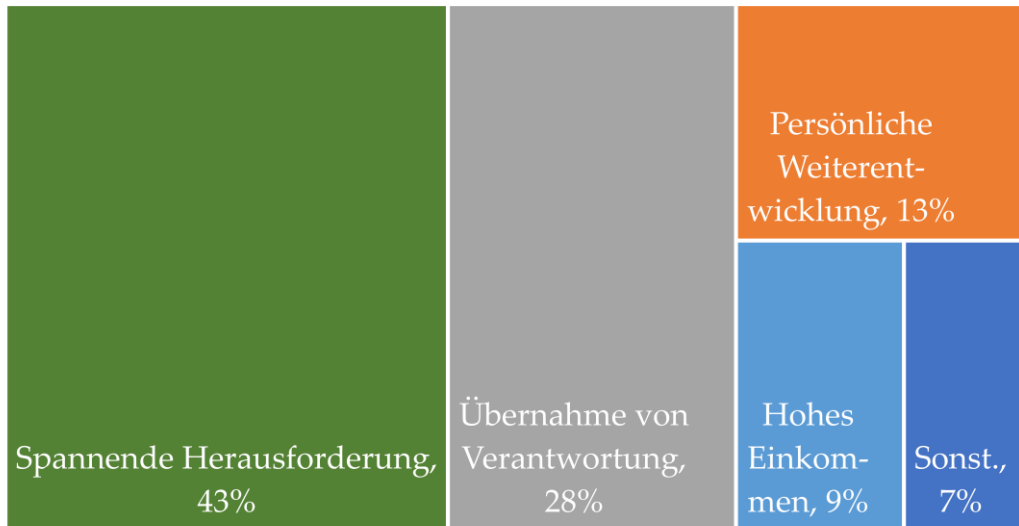 Spannende Herausforderung,
43%
Übernahme von
Verantwortung,
28%
Persönliche
Weiterent-
wicklung, 13%
Hohes
Einkom-
men, 9%
Sonst.,
7%